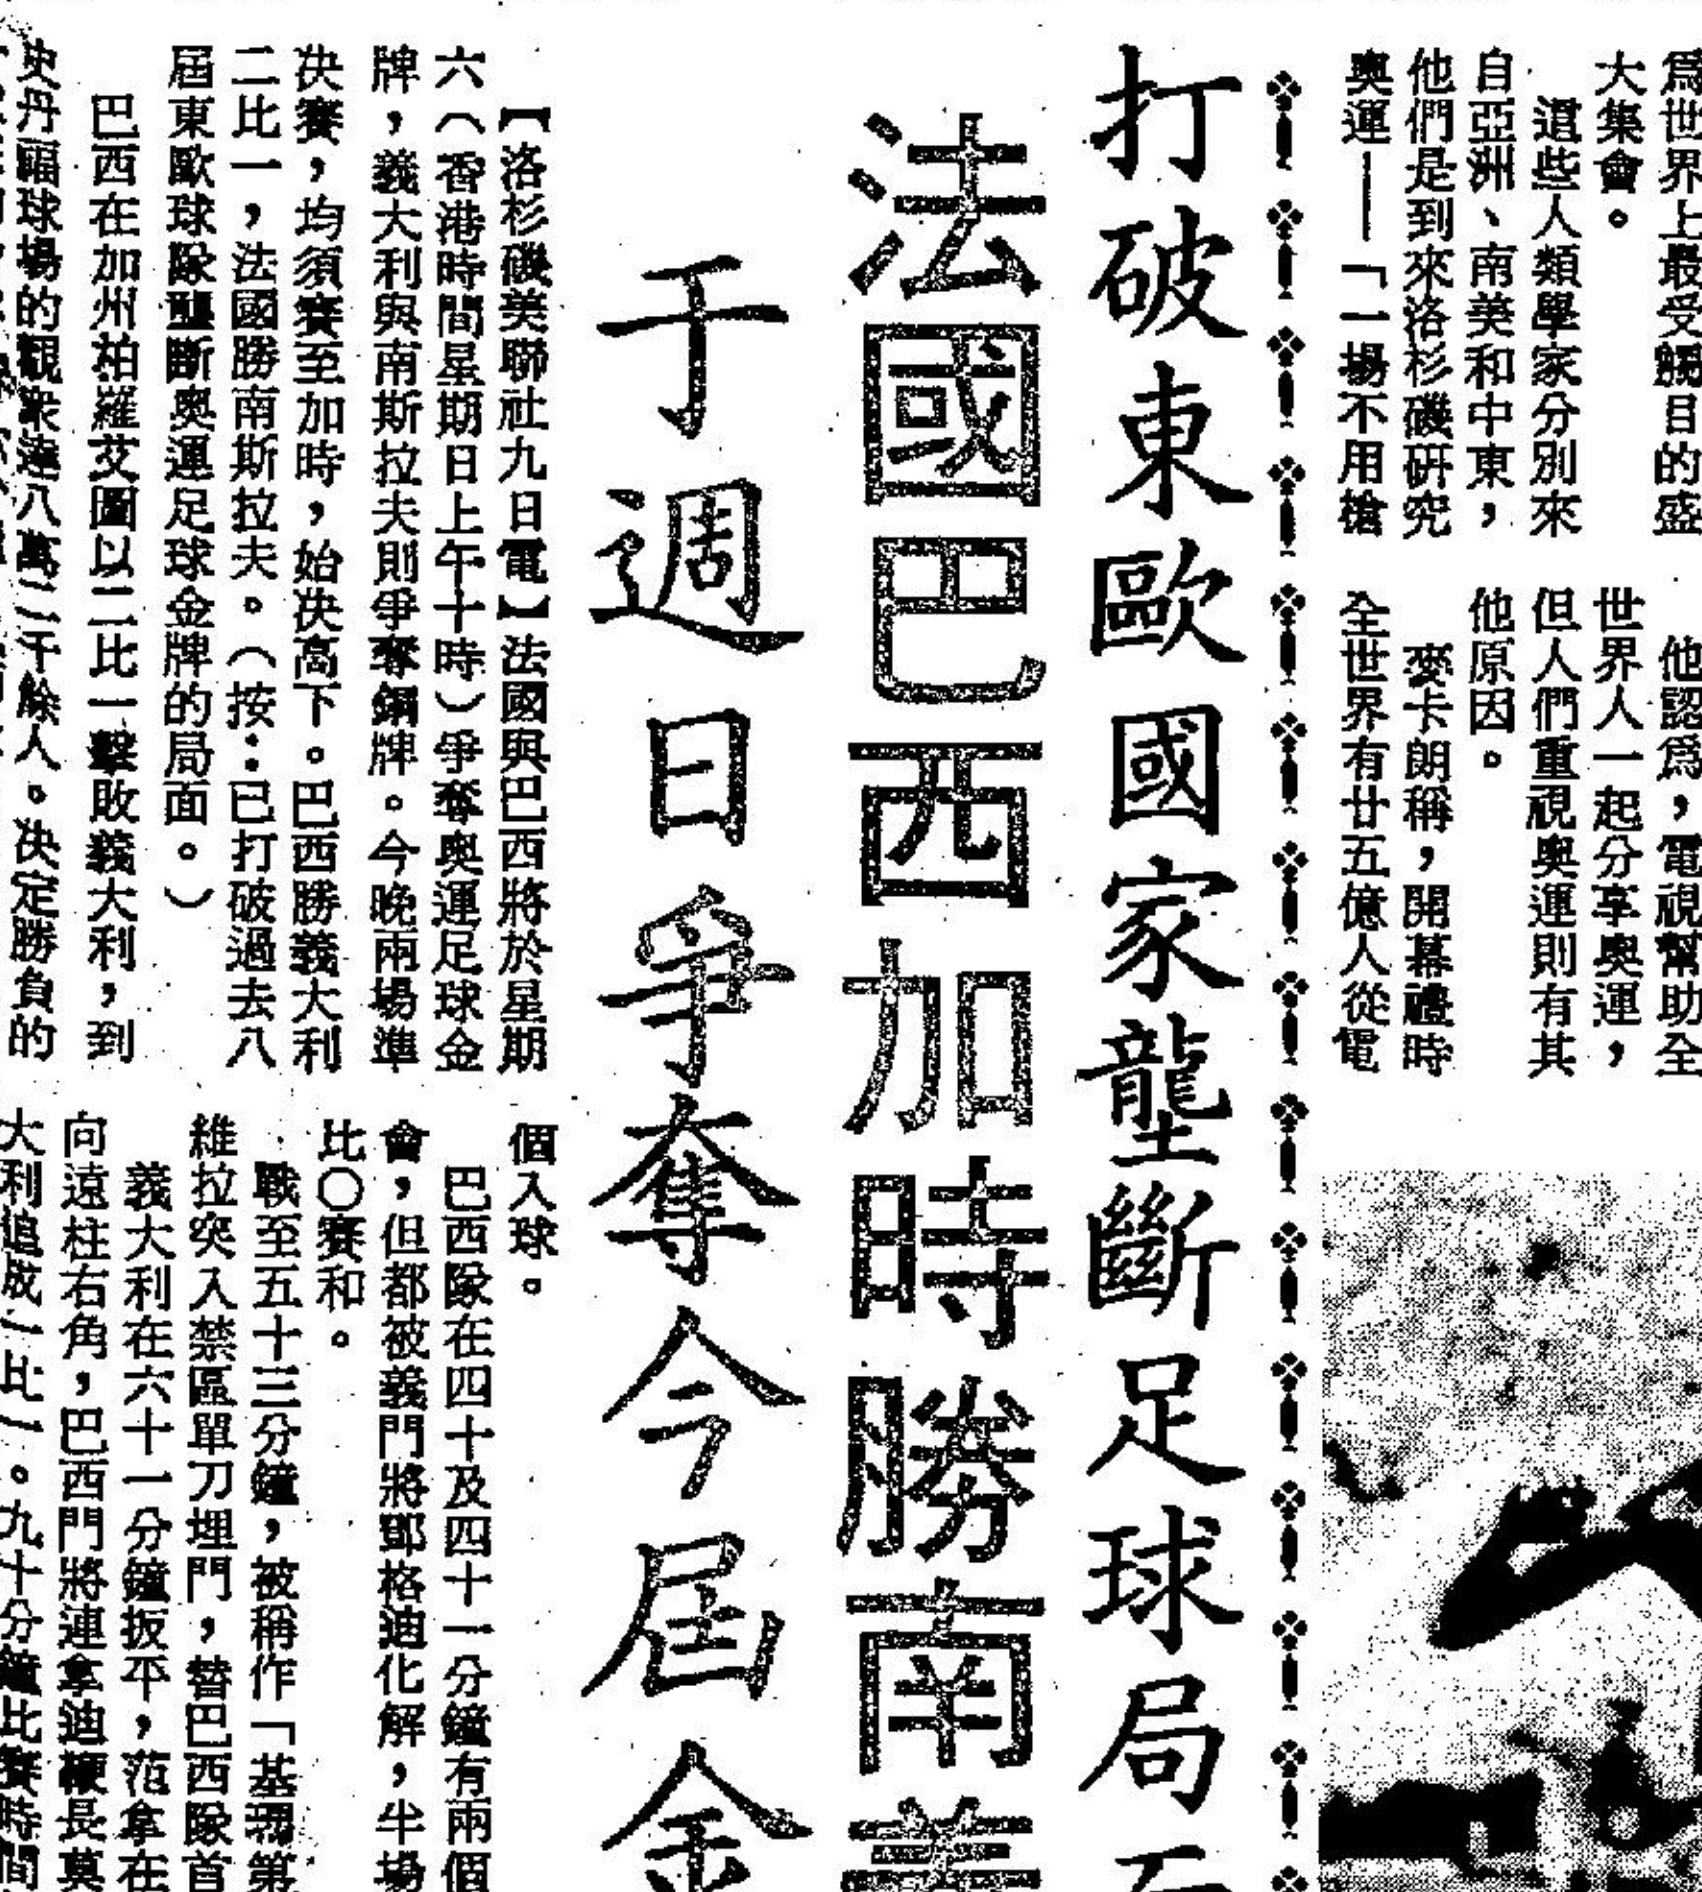 爲世界上最受觸目的盛
大集會。
這些人類學家分別來
自亞洲、南美和中東，
他們是到來洛杉磯研究
奧運——「一場不用槍
他認爲，電視幫助全
世界人一起分享奧運，
但人們重視奧運則有其
他原因。
麥卡朗稱，開幕禮時
全世界有廿五億人從電
打破東歐國家壟斷足球局
法國巴西加時勝南義
于週日爭奪今屆金
【洛杉磯美聯社九日電】法國與巴西將於星期
六（香港時間星期日上午十時）爭奪奧運足球金
牌，義大利與南斯拉夫則爭奪銅牌。今晚兩場準
決賽，均須賽至加時，始決高下。巴西勝義大利
二比一，法國勝南斯拉夫。（按：已打破過去八
屆東歐球隊壟斷奧運足球金牌的局面。）
巴西在加州柏羅艾圖以二比一擊敗義大利，到
史丹福球場的觀衆達八萬二千餘人。決定勝負的
個入球。
巴西隊在四十及四十一分鐘有兩個
會，但都被義門將鄧格迪化解，半場
比〇賽和。
戰至五十三分鐘，被稱作「基第
維拉突入禁區單刀埋門，替巴西隊首
義大利在六十一分鐘扳平，范拿在
向遠柱右角，巴西門將連拿迪梗長莫
大利追成一比一。九十分鐘比賽時間